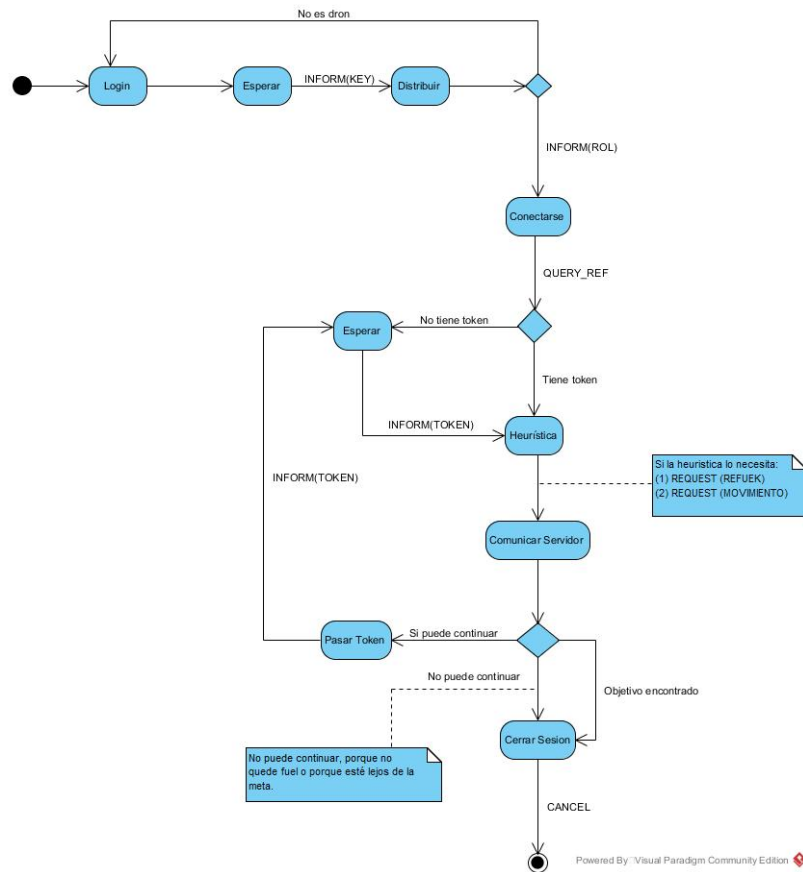 No es dron
Login
Esperar
INFORM(KEY)
Distribuir
INFORM(ROL)
Conectarse
QUERY_REF
Esperar
No tiene token
Tiene token
INFORM(TOKEN)
Heurística
INFORM(TOKEN)
Si la heuristica lo necesita:
(1) REQUEST (REFUEK)
(2) REQUEST (MOVIMIENTO)
Comunicar Servidor
Pasar Token
Si puede continuar
No puede continuar
Objetivo encontrado
Cerrar Sesion
No puede continuar, porque no
quede fuel o porque esté lejos de la
meta.
CANCEL
Powered By Visual Paradigm Community Edition